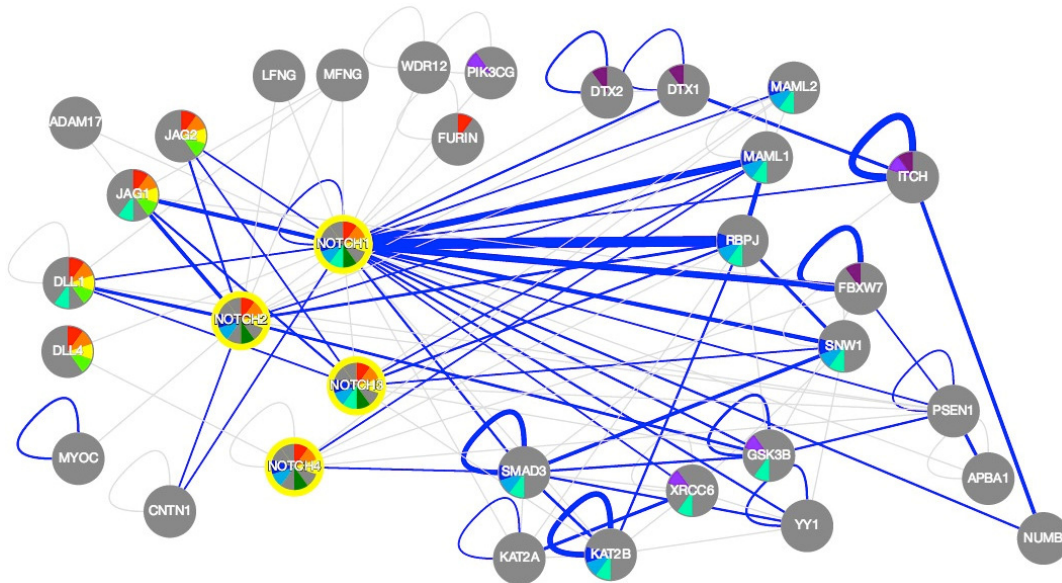 LFNG
MFNG
WDR12
PIK3CG
DTX2
DTX1
MAML2
ADAM17
JAG2
FURIN
MAML1
ITCH
JAG1
NOTCH1
RBPJ
DLL1
FBXW7
NOTCH2
DLL4
SNW1
NOTCH3
PSEN1
MYOC
NOTCH4
SMAD3
GSK3B
APBA1
XRCC6
CNTN1
YY1
NUMB
KAT2A
KAT2B